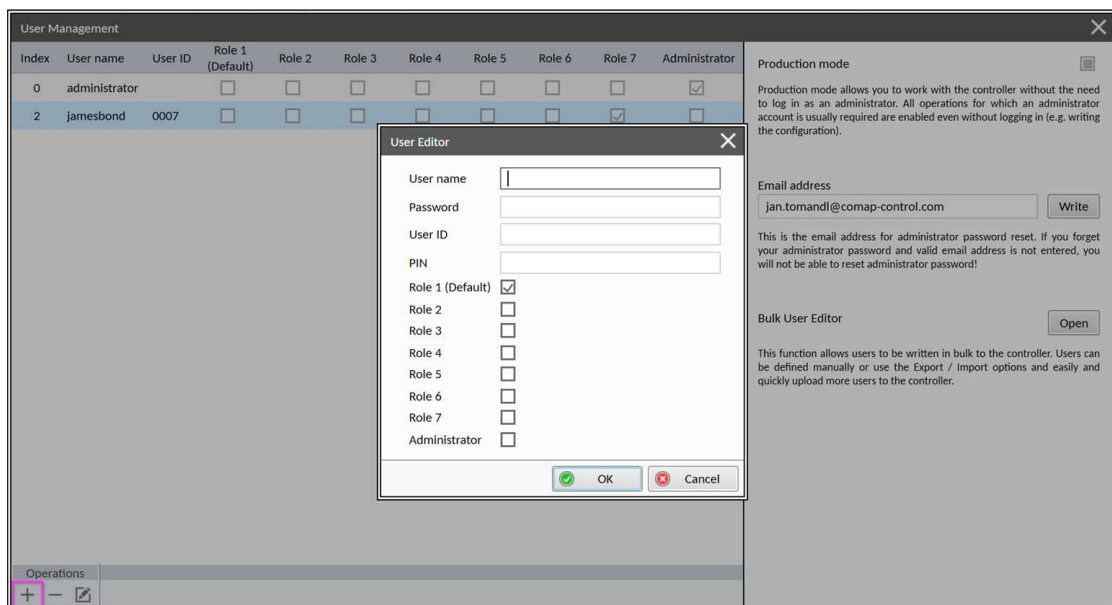 User Management
Index User name User ID Role 1 (Default) Role 2 Role 3 Role 4 Role 5 Role 6 Role 7 Administrator
0 administrator
2 jamesbond 0007
User Editor
User name
Password
User ID
PIN
Role 1 (Default)
Role 2
Role 3
Role 4
Role 5
Role 6
Role 7
Administrator
OK Cancel
Operations
Production mode
Production mode allows you to work with the controller without the need
to log in as an administrator. All operations for which an administrator
account is usually required are enabled even without logging in (e.g. writing
the configuration).
Email address
jan.tomandl@comap-control.com Write
This is the email address for administrator password reset. If you forget
your administrator password and valid email address is not entered, you
will not be able to reset administrator password!
Bulk User Editor Open
This function allows users to be written in bulk to the controller. Users can
be defined manually or use the Export / Import options and easily and
quickly upload more users to the controller.